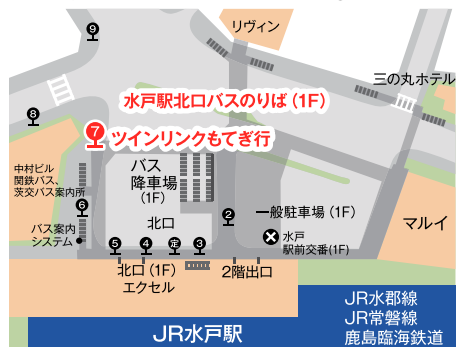 リヴィン
⑨
三の丸ホテル
水戸駅北口バスのりば(1F)
⑧
⑦ ツインリンクもてぎ行
中村ビル
関鉄バス、
茨交バス案内所
バス
降車場
(1F)
⑥
北口
②
一般駐車場(1F)
マルイ
バス案内
システム
水戸
駅前交番(1F)
⑤
④
定
③
北口(1F)
エクセル
2階出口
JR水郡線
JR常磐線
鹿島臨海鉄道
JR水戸駅